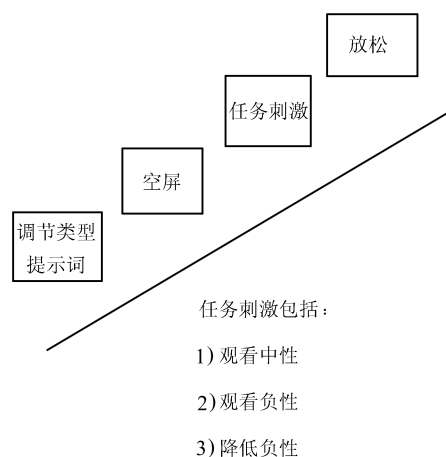 放松
任务刺激
空屏
调节类型
提示词
任务刺激包括：
1) 观看中性
2) 观看负性
3) 降低负性